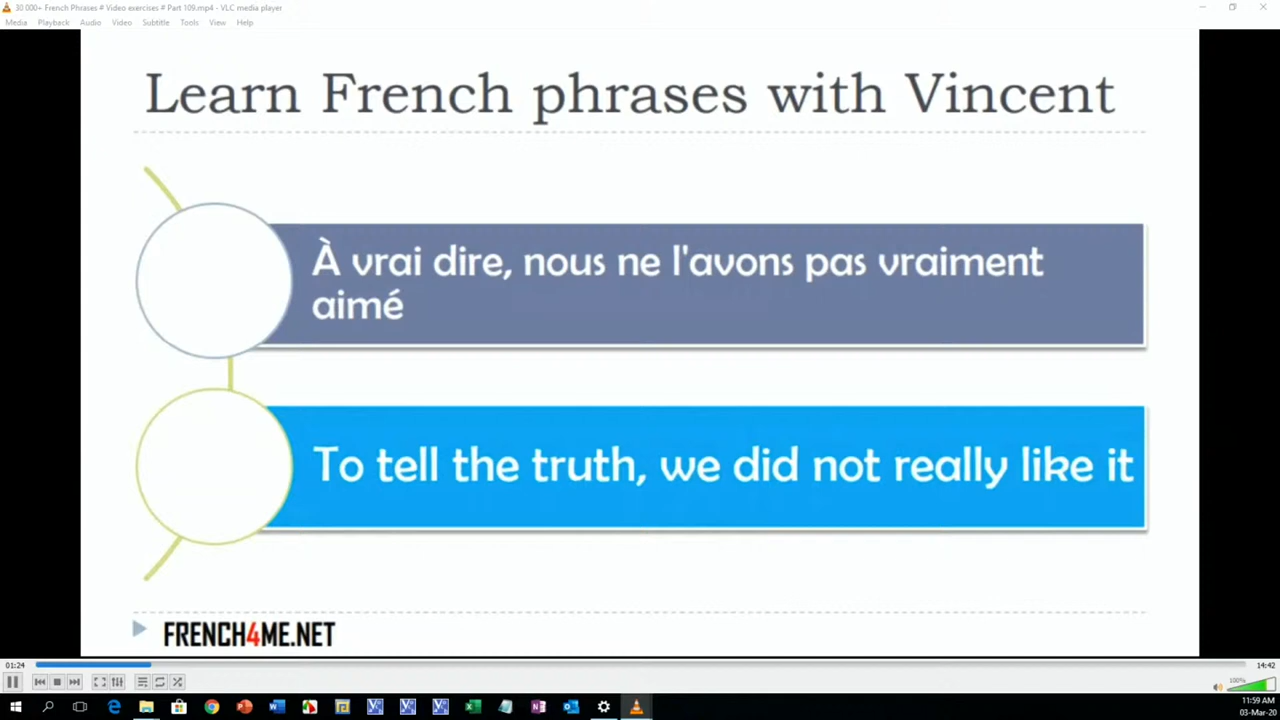 30 000+ French Phrases # Video exercises # Part 109.mp4 - VLC media player
Media Playback Audio Video Subtitle Tools View Help
Learn French phrases with Vincent
À vrai dire, nous ne l'avons pas vraiment
aimé
To tell the truth, we did not really like it
FRENCH4ME.NET
01:24
14:42
100%
11:59 AM
03-Mar-20